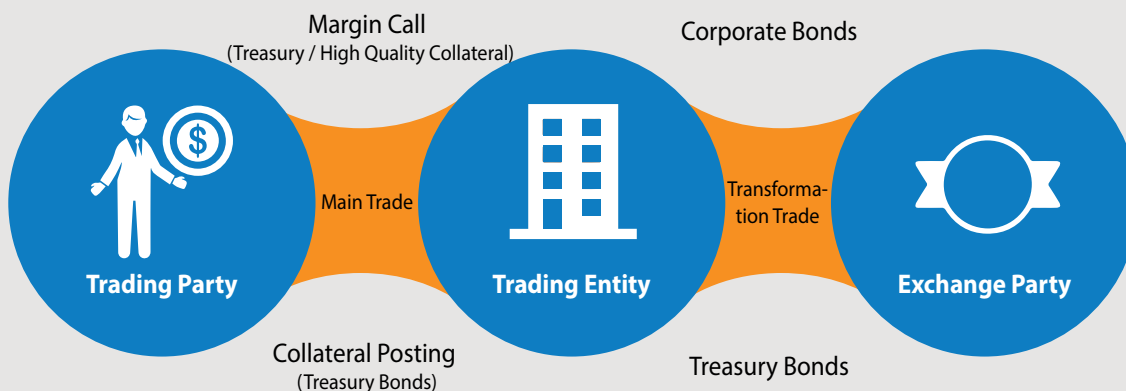 Margin Call
(Treasury / High Quality Collateral)
Corporate Bonds
$
Main Trade
Transforma-
tion Trade
Trading Party
Trading Entity
Exchange Party
Collateral Posting
(Treasury Bonds)
Treasury Bonds